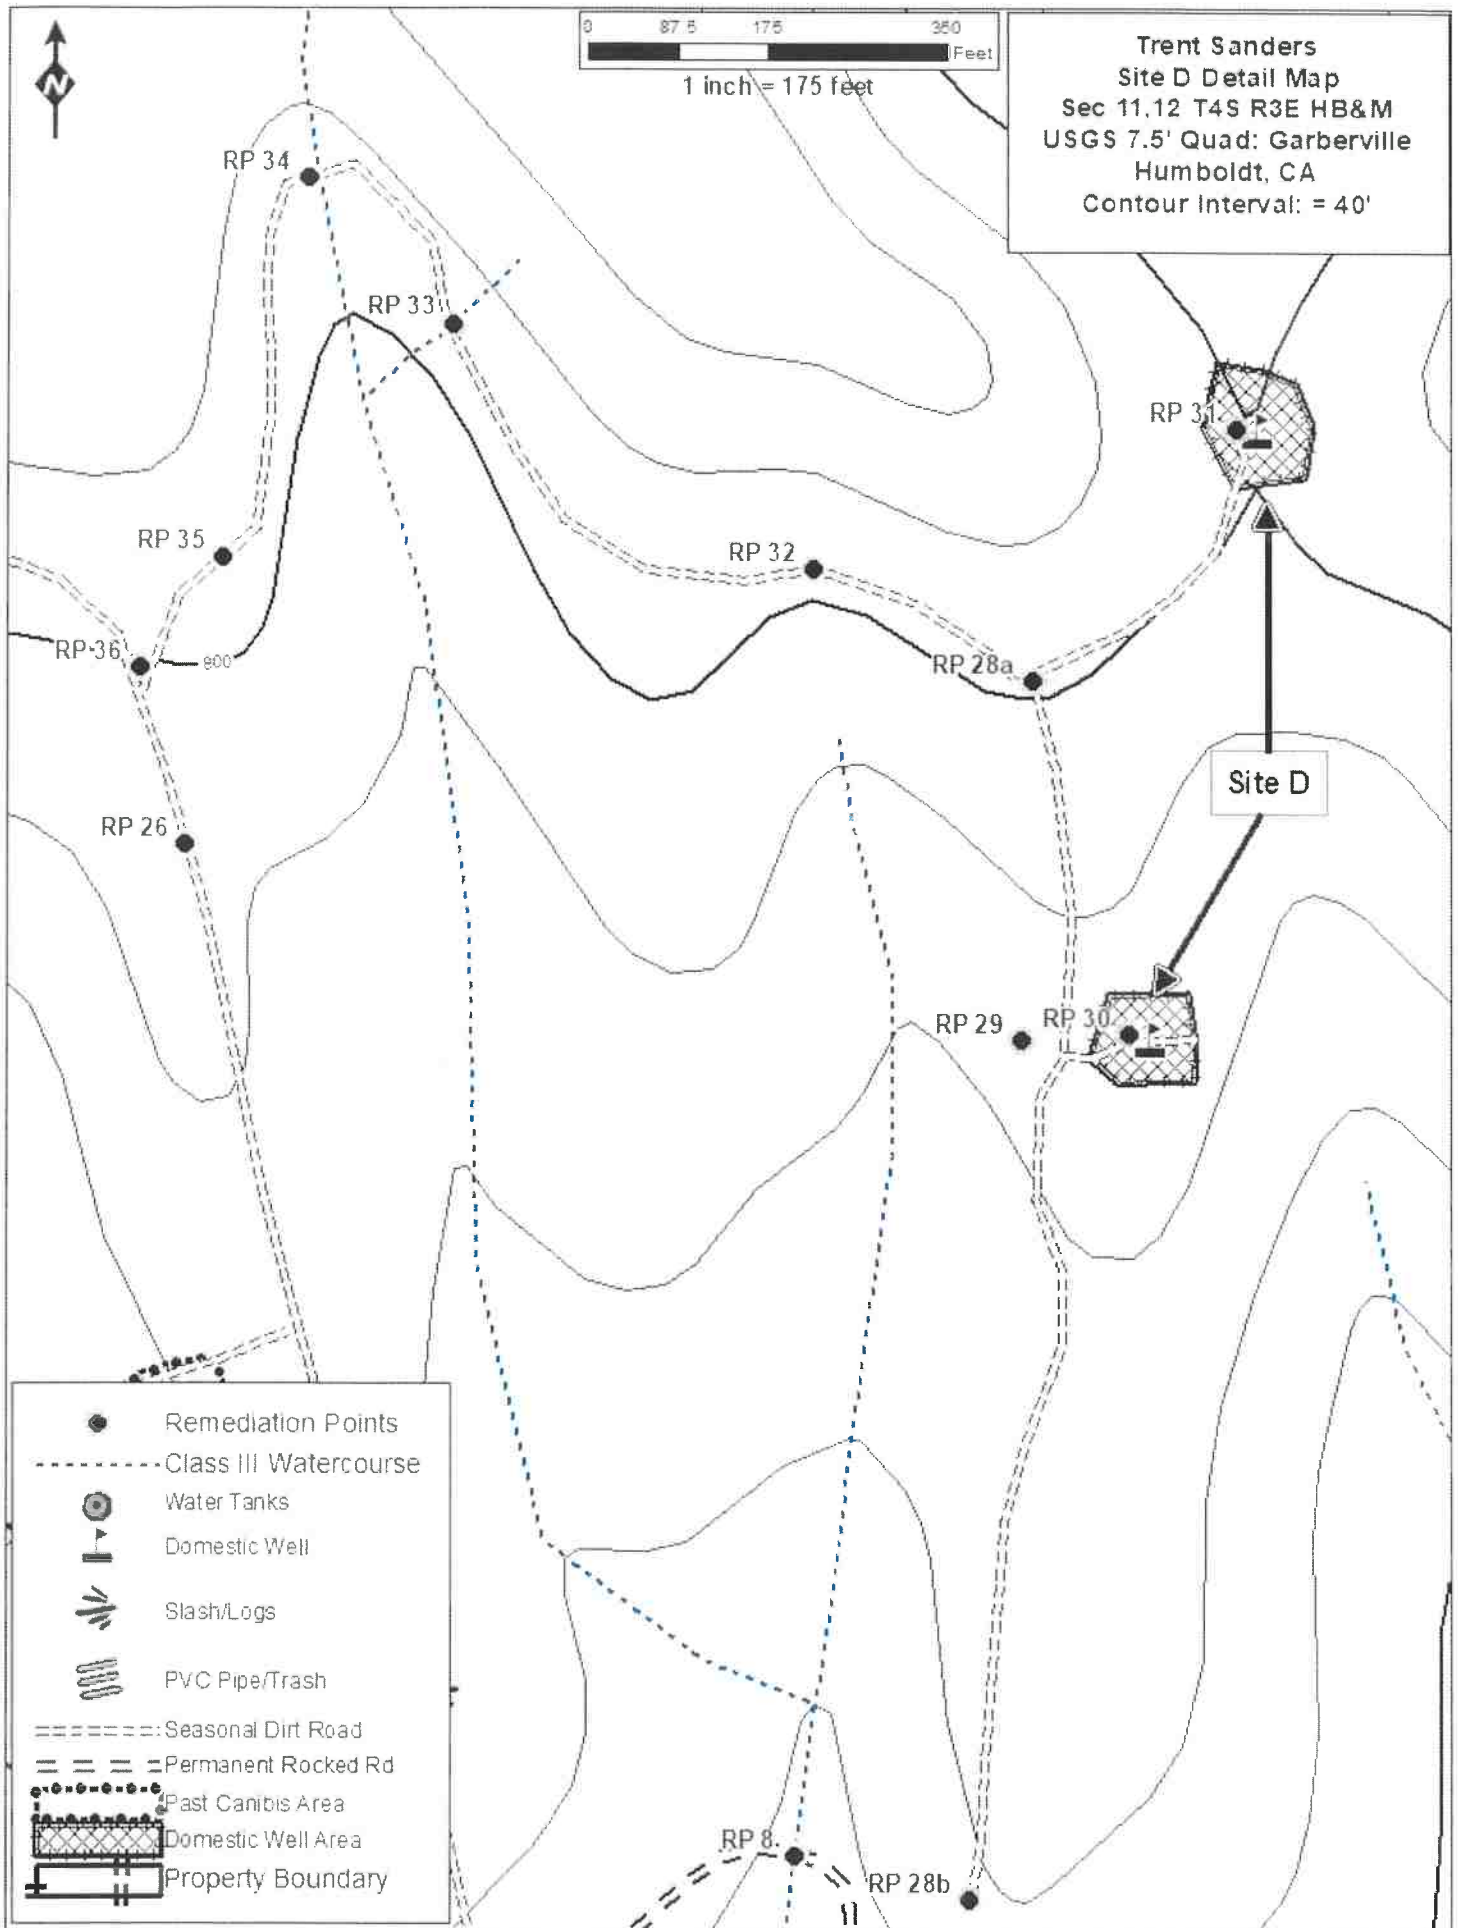 N
0 87.5 175 350
Feet
1 inch = 175 feet
Trent Sanders
Site D Detail Map
Sec 11,12 T4S R3E HB&M
USGS 7.5' Quad: Garberville
Humboldt, CA
Contour Interval: = 40'
RP 34
RP 33
RP 31
RP 35
RP 32
RP 36
800
RP 28a
Site D
RP 26
RP 29
RP 30
Remediation Points
Class III Watercourse
Water Tanks
Domestic Well
Slash/Logs
PVC Pipe/Trash
Seasonal Dirt Road
Permanent Rocked Rd
Past Canibis Area
Domestic Well Area
Property Boundary
RP 8
RP 28b